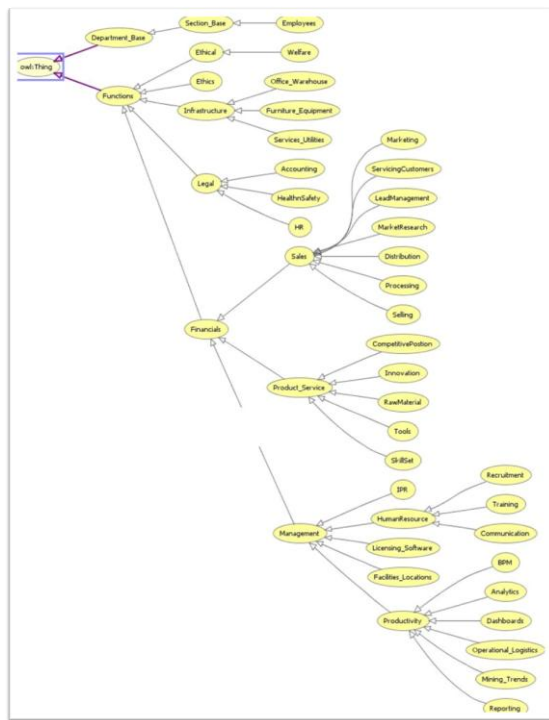 Section_Base
Employees
Department_Base
Ethical
Welfare
owl:Thing
Ethics
Office_Warehouse
Functions
Infrastructure
Furniture_Equipment
Services_Utilities
Marketing
Accounting
ServicingCustomers
Legal
HealthnSafety
LeadManagement
HR
MarketResearch
Sales
Distribution
Processing
Selling
Financials
CompetitivePostion
Innovation
Product_Service
RawMaterial
Tools
SkillSet
Recruitment
IPR
Training
HumanResource
Management
Communication
Licensing_Software
BPM
Facilities_Locations
Analytics
Productivity
Dashboards
Operational_Logistics
Mining_Trends
Reporting